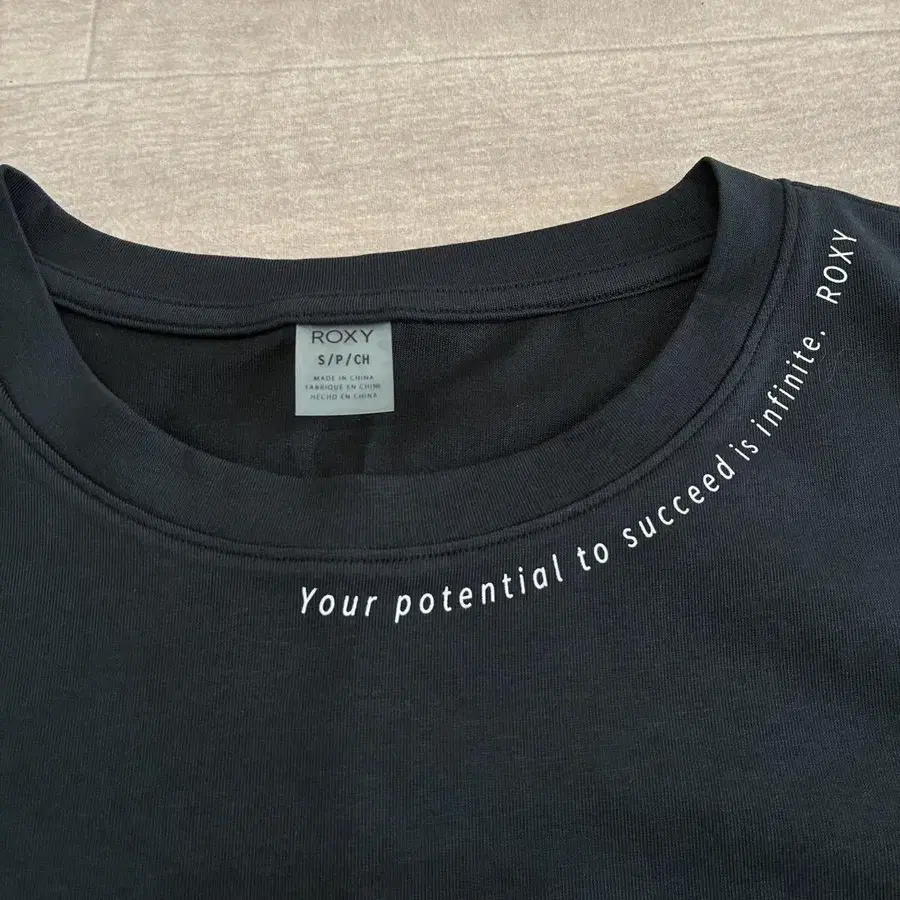 ROXY
S/P/CH
MADE IN CHINA
FABRIQUE EN CHINE
HECHO EN CHINA
Your potential to succeed is infinite. ROXY